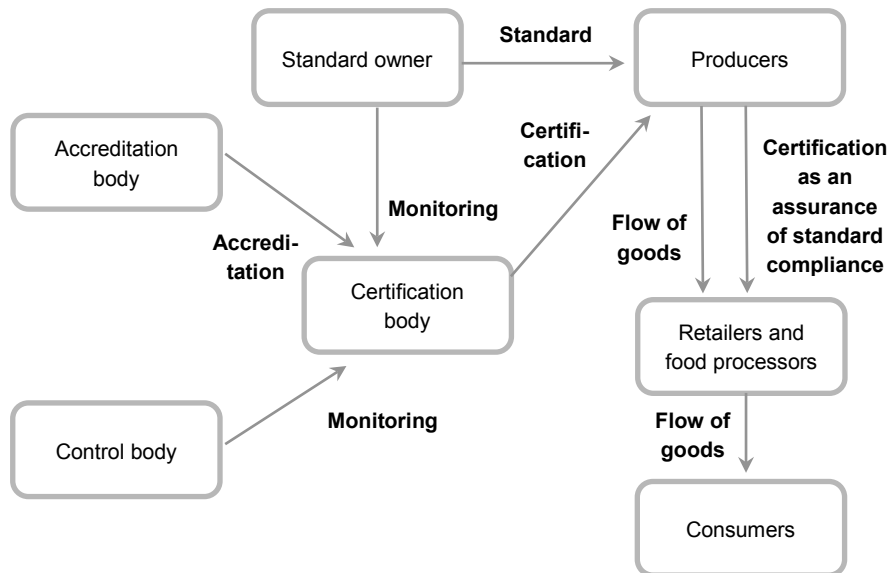 Standard
Standard owner
Producers
Accreditation
body
Certifi-
cation
Certification
as an
assurance
of standard
compliance
Monitoring
Accredi-
tation
Flow of
goods
Certification
body
Retailers and
food processors
Monitoring
Control body
Flow of
goods
Consumers